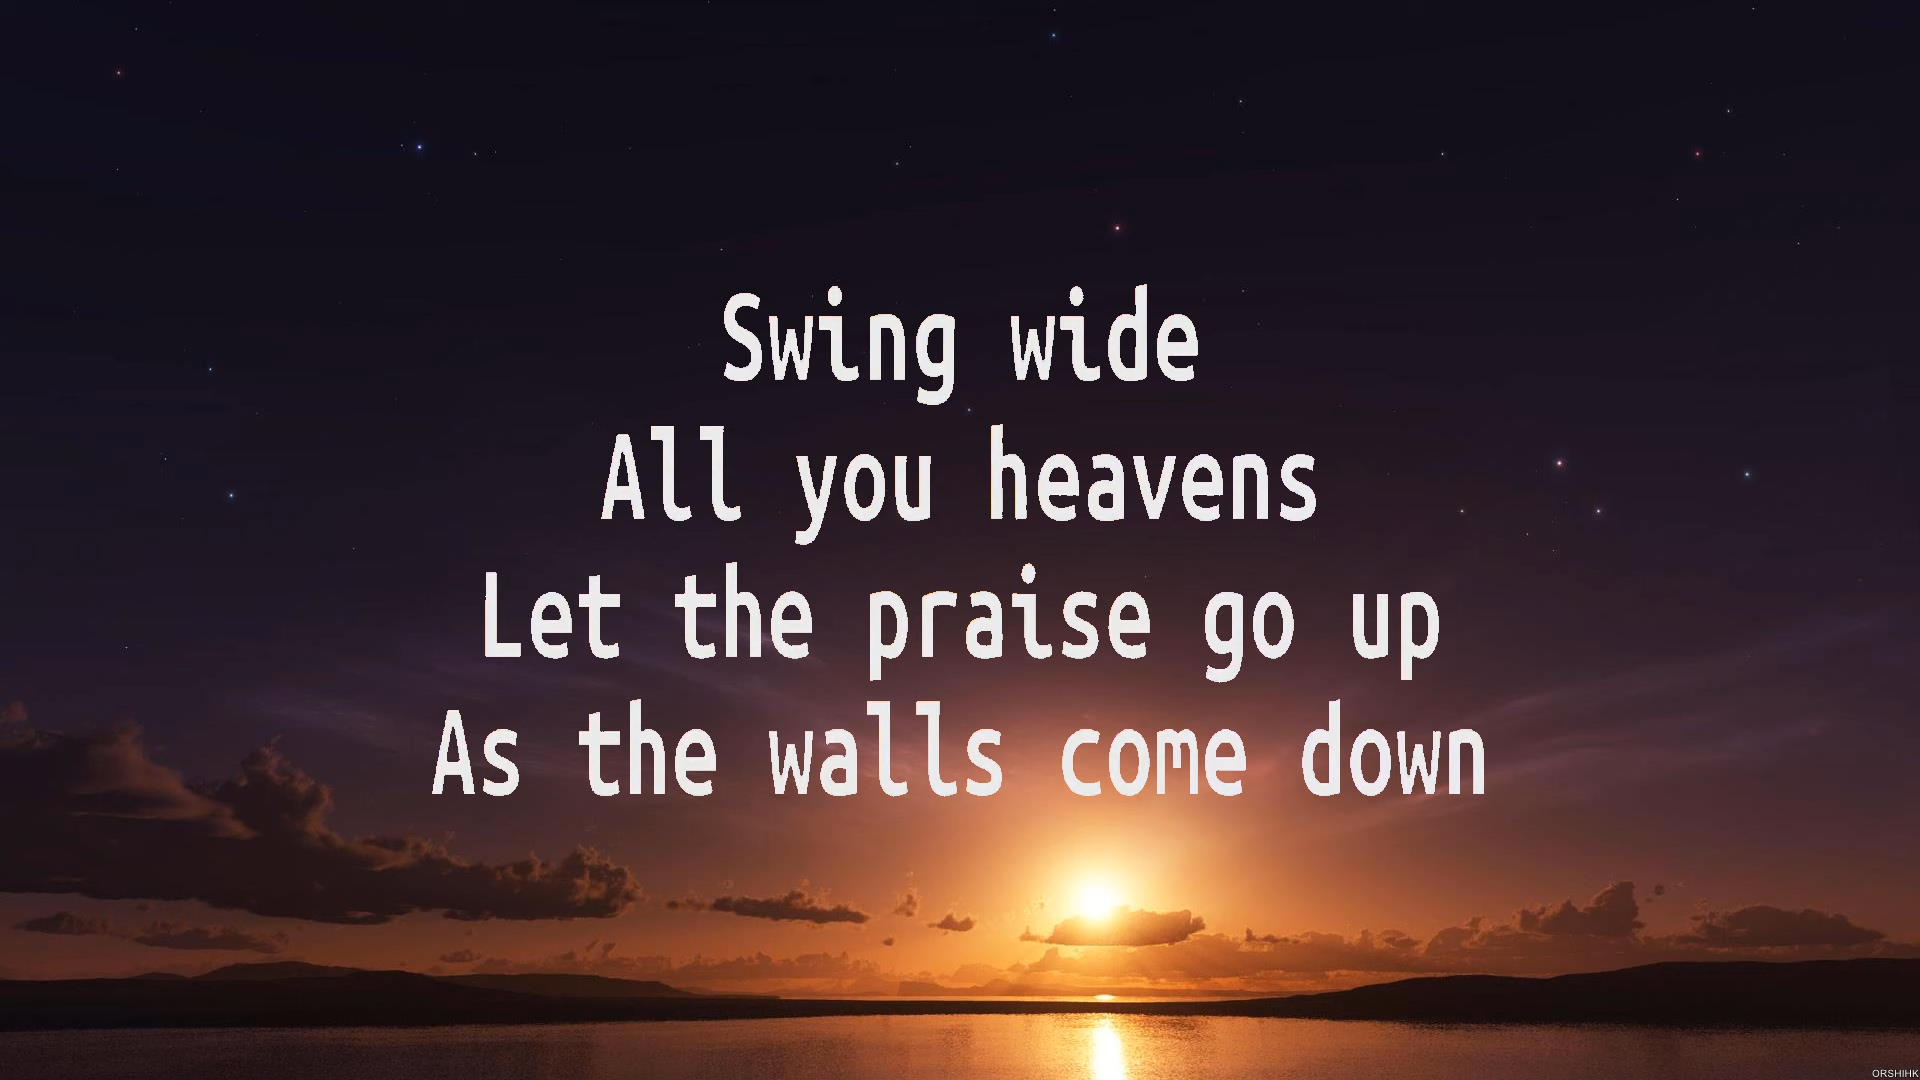 Swing wide
All you heavens
Let the praise go up
As the walls come down
ORSHIHK